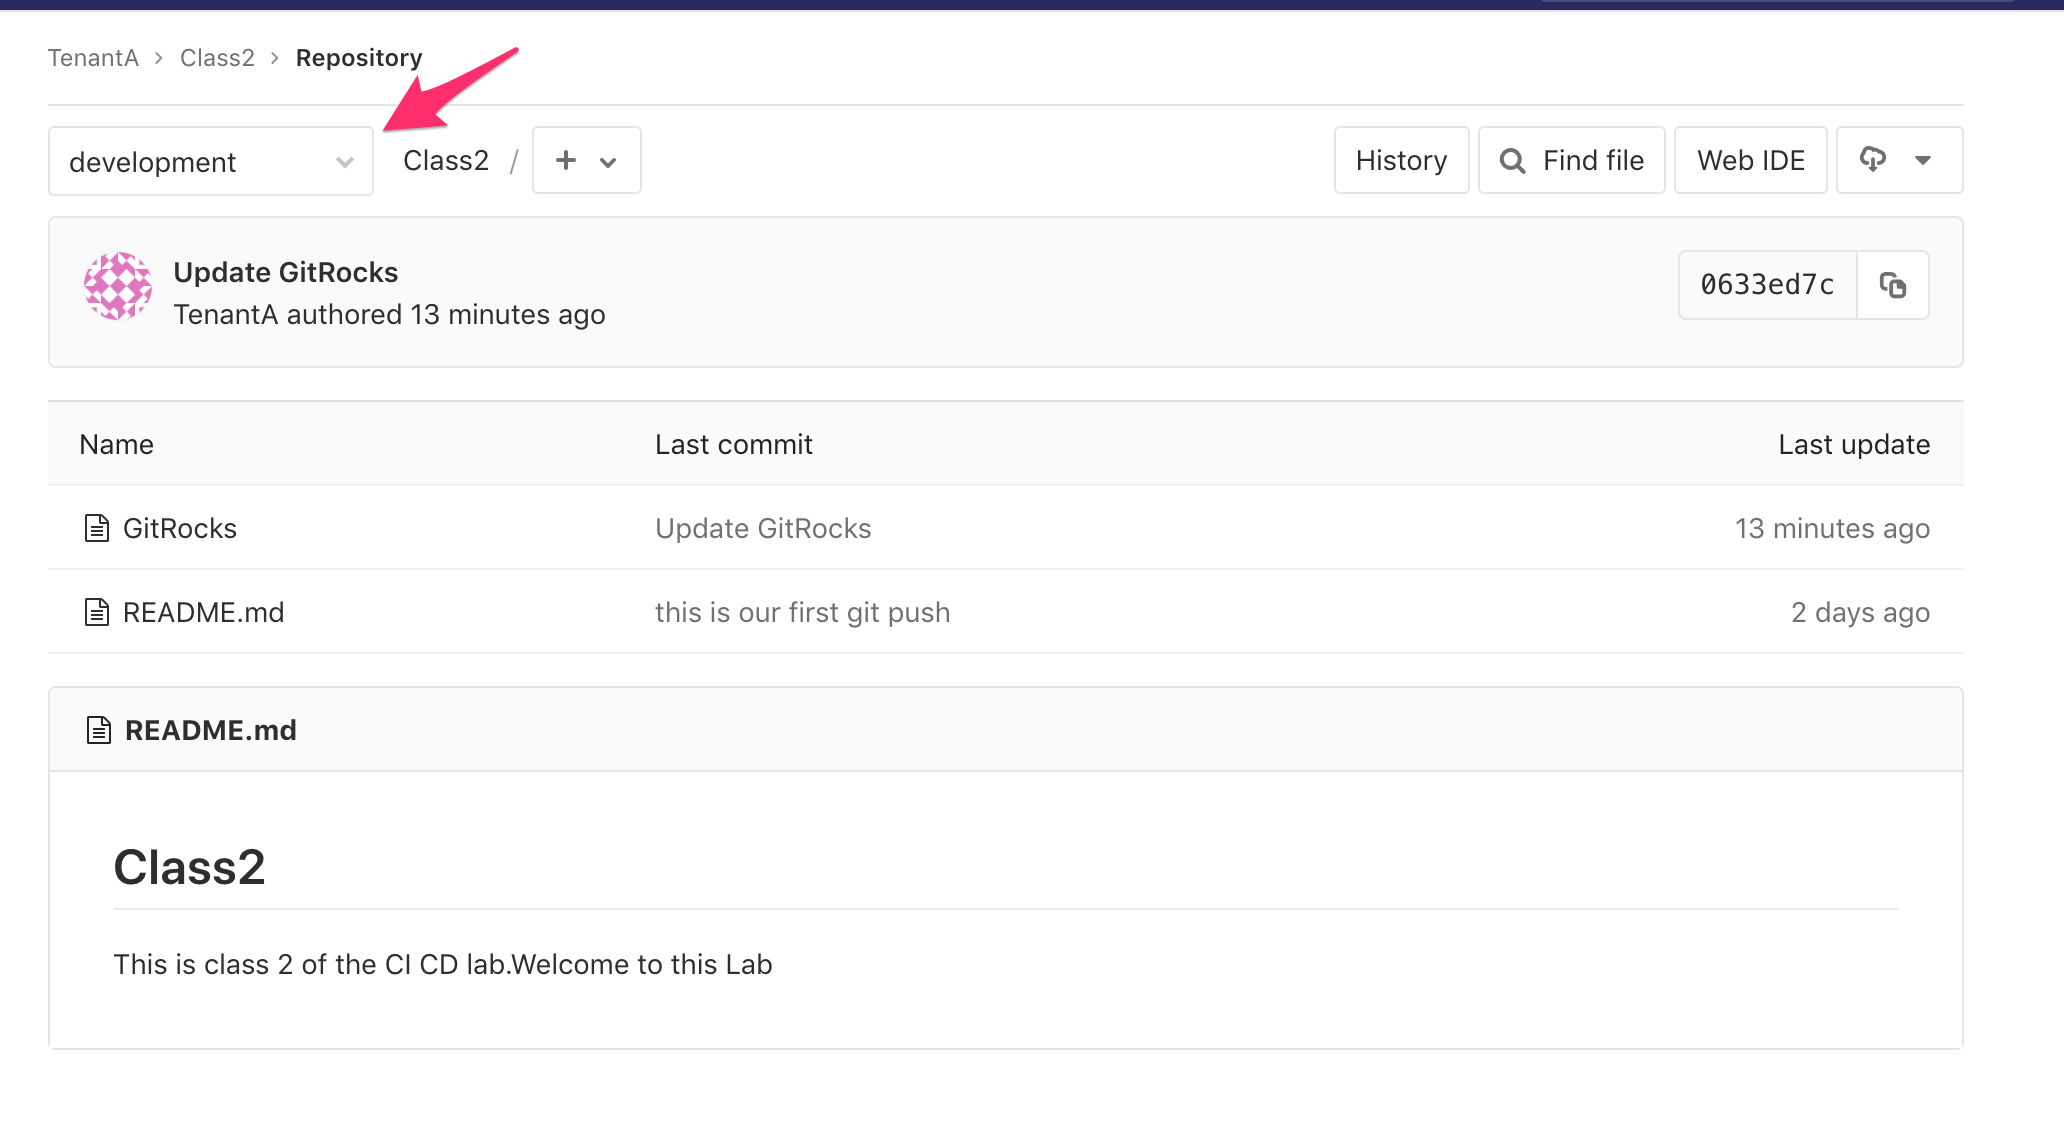 TenantA > Class2 > Repository
development Class2 / + History Find file Web IDE
Update GitRocks
TenantA authored 13 minutes ago
0633ed7c
Name Last commit Last update
GitRocks Update GitRocks 13 minutes ago
README.md this is our first git push 2 days ago
README.md
Class2
This is class 2 of the CI CD lab.Welcome to this Lab